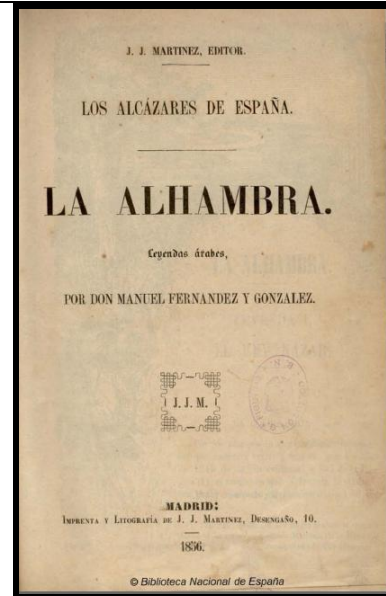 J. J. MARTINEZ, EDITOR.
LOS ALCÁZARES DE ESPAÑA.
LA ALHAMBRA.
Leyendas árabes,
POR DON MANUEL FERNANDEZ Y GONZALEZ.
J. J. M.
MADRID:
IMPRENTA Y LITOGRAFÍA DE J. J. MARTINEZ, DESENGAÑO, 10.
1856.
© Biblioteca Nacional de España